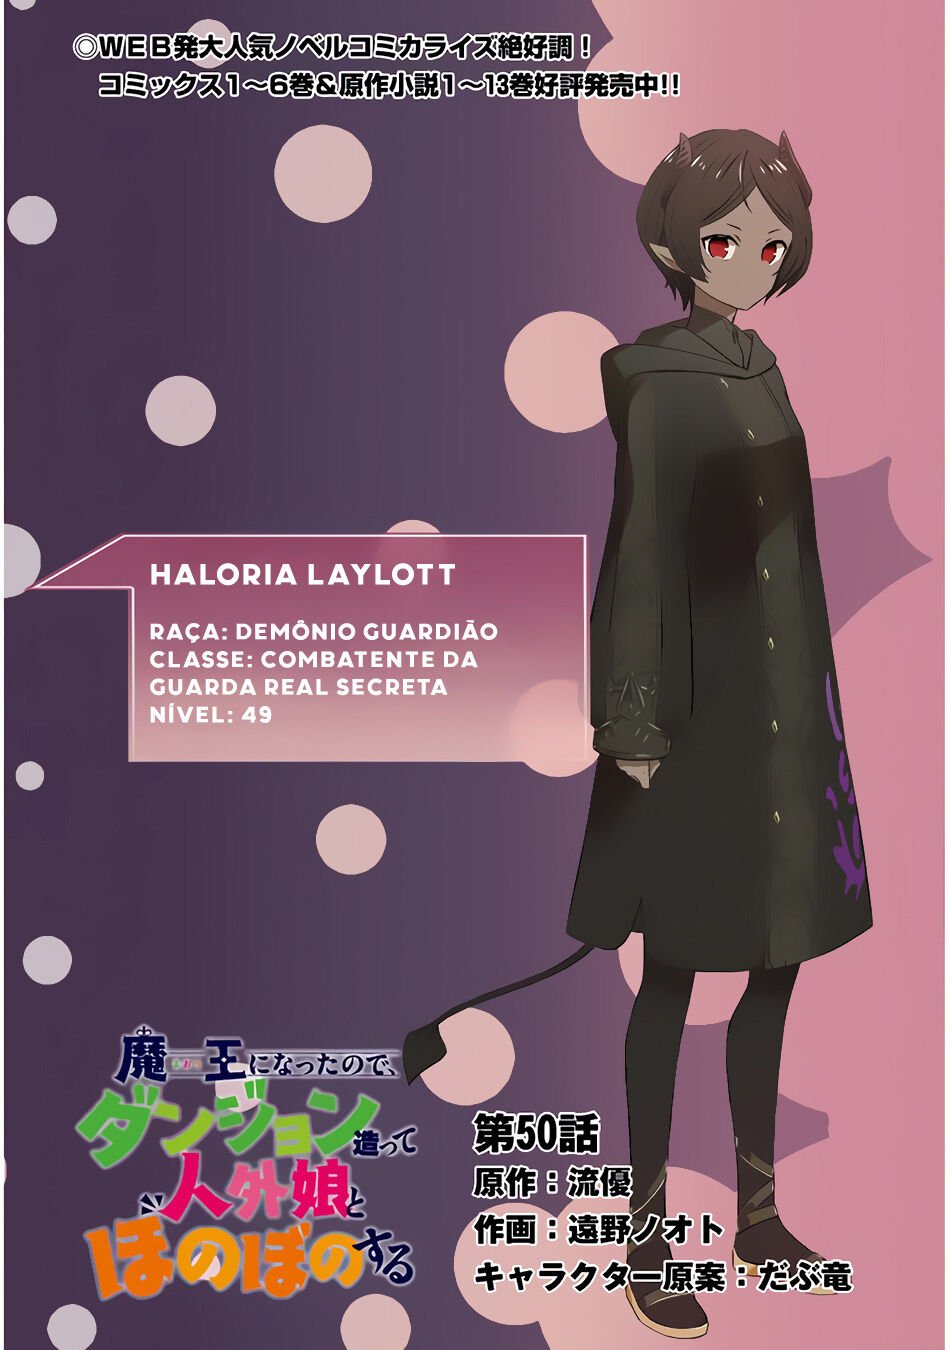 ◎WEB発大人気ノベルコミカライズ絶好調！
コミックス1～6巻＆原作小説1～13巻好評発売中!!
HALORIA LAYLOTT
RAÇA: DEMÔNIO GUARDIÃO
CLASSE: COMBATENTE DA
GUARDA REAL SECRETA
NÍVEL: 49
魔王になったので、
ダンジョン造って
人外娘と
ほのぼのする
第50話
原作：流優
作画：遠野ノオト
キャラクター原案：だぶ竜